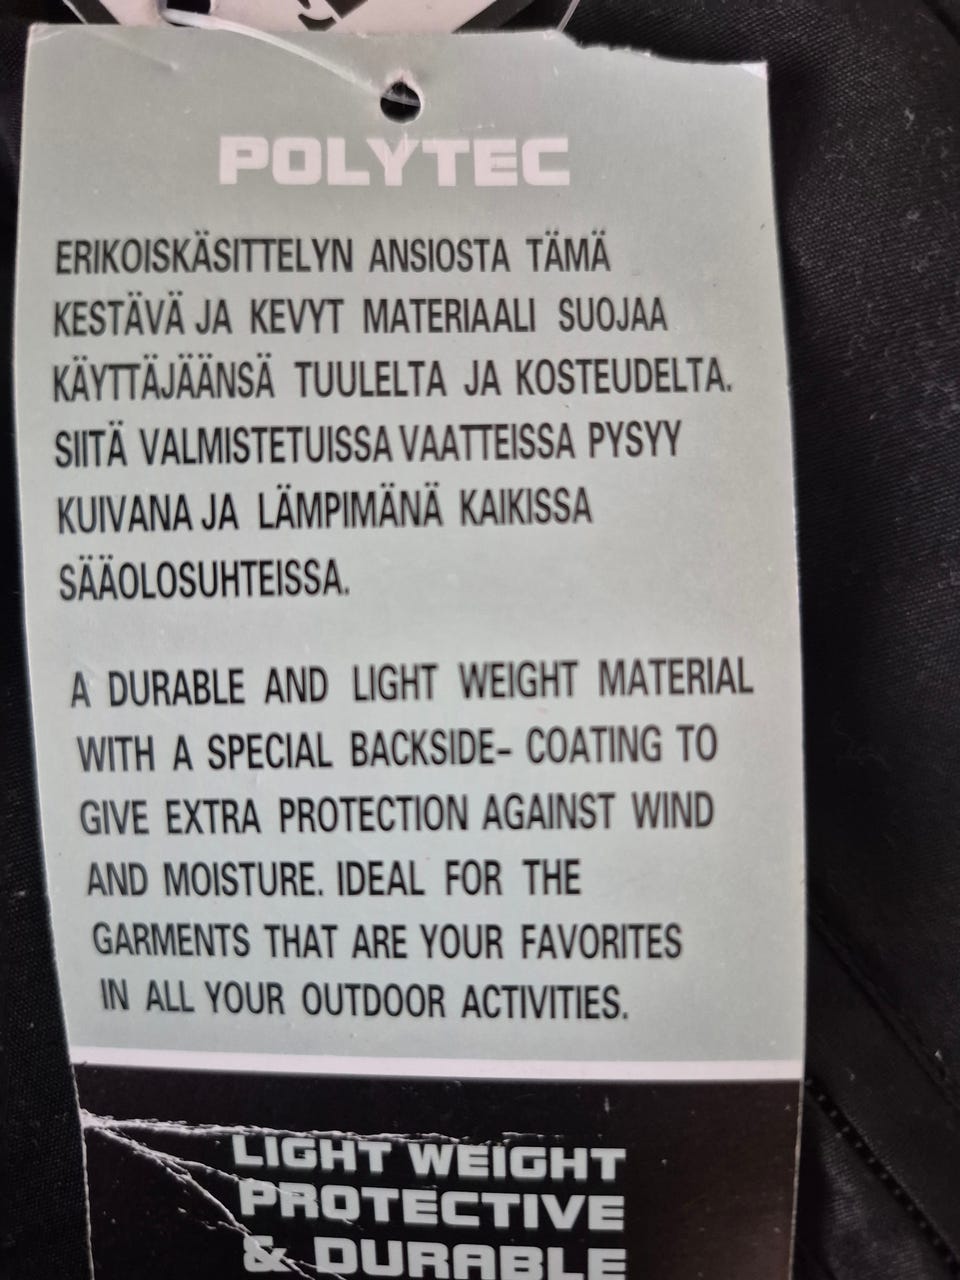 POLYTEC
ERIKOISKÄSITTELYN ANSIOSTA TÄMÄ
KESTÄVÄ JA KEVYT MATERIAALI SUOJAA
KÄYTTÄJÄÄNSÄ TUULELTA JA KOSTEUDELTA.
SIITÄ VALMISTETUISSA VAATTEISSA PYSYY
KUIVANA JA LÄMPIMÄNÄ KAIKISSA
SÄÄOLOSUHTEISSA.
A DURABLE AND LIGHT WEIGHT MATERIAL
WITH A SPECIAL BACKSIDE- COATING TO
GIVE EXTRA PROTECTION AGAINST WIND
AND MOISTURE. IDEAL FOR THE
GARMENTS THAT ARE YOUR FAVORITES
IN ALL YOUR OUTDOOR ACTIVITIES.
LIGHT WEIGHT
PROTECTIVE
& DURABLE